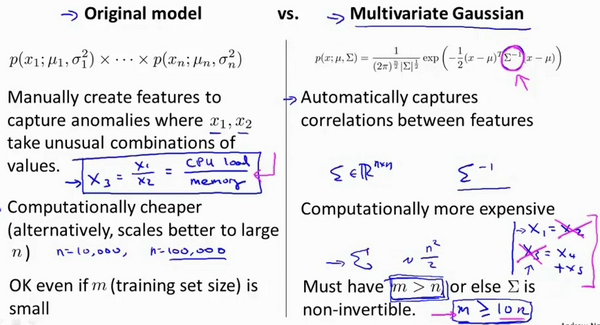 → Original model vs. → Multivariate Gaussian
p(x₁; μ₁, σ₁²) × ⋯ × p(xₙ; μₙ, σₙ²)
Manually create features to
capture anomalies where x₁, x₂
take unusual combinations of
values.
→ X₃ = X₁/X₂ = CPU load/memory
Computationally cheaper
(alternatively, scales better to large
n) n=10,000, n=100,000
OK even if m (training set size) is
small
p(x; μ, Σ) = 1/((2π)^(n/2)|Σ|^(1/2)) exp(−1/2(x − μ)ᵀΣ⁻¹(x − μ))
→ Automatically captures
correlations between features
Σ ∈ ℝⁿˣⁿ Σ⁻¹
Computationally more expensive
→ Σ ~ n²/2
Must have m > n, or else Σ is
non-invertible.
→ m ≥ 10n
→ X₁ = X₂
X₃ = X₄
+ X₅